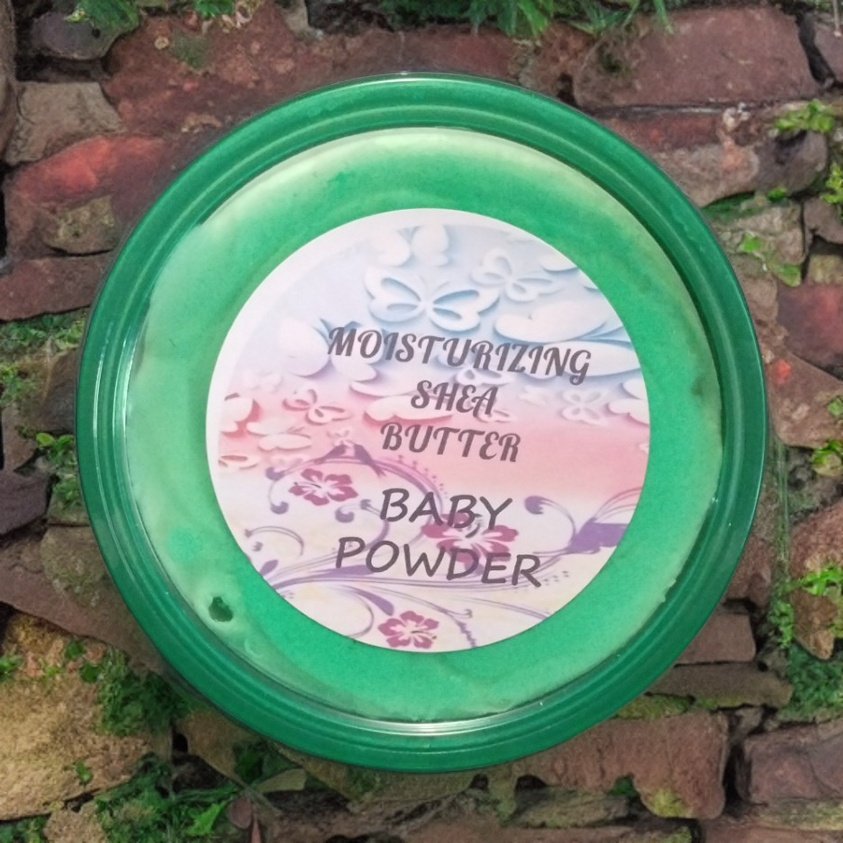 MOISTURIZING
SHEA
BUTTER
BABY
POWDER